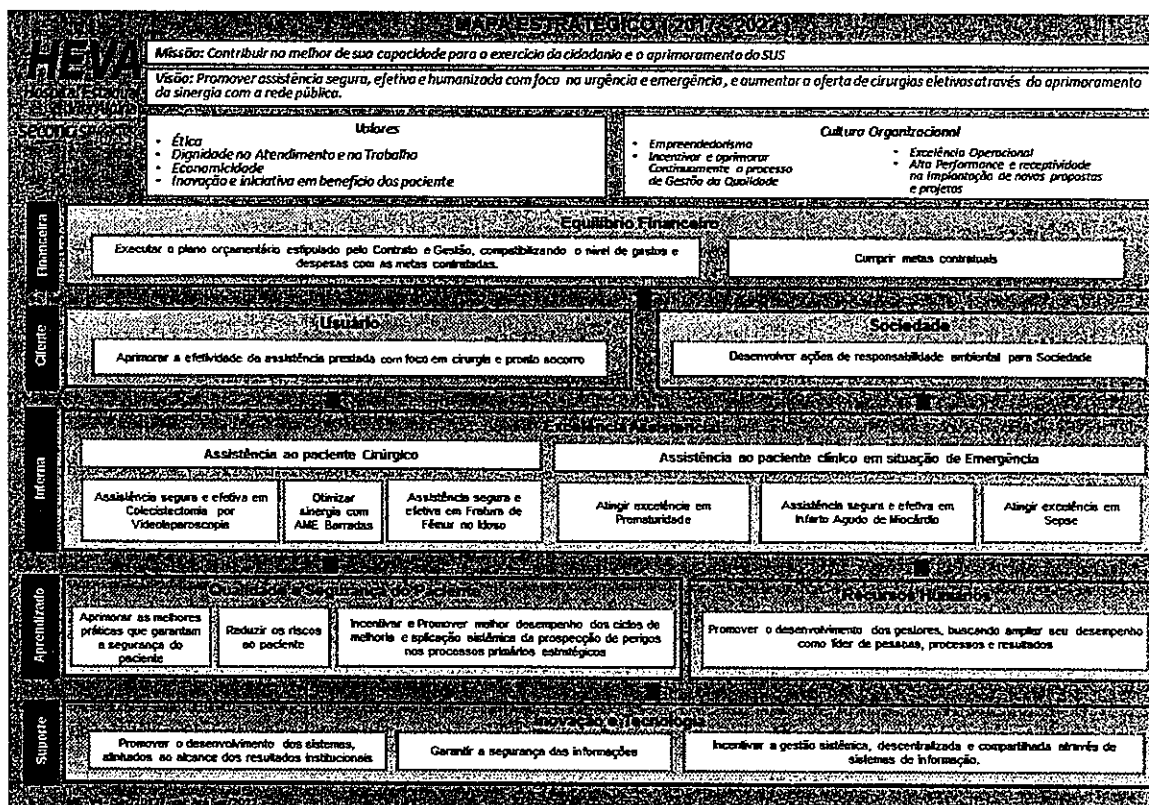 MAPA ESTRATÉGICO ( 2017 - 2022 )
HEVA
Hospital Estadual
Missão: Contribuir no melhor de sua capacidade para o exercício da cidadania e o aprimoramento do SUS
Visão: Promover assistência segura, efetiva e humanizada com foco na urgência e emergência, e aumentar a oferta de cirurgias eletivas através do aprimoramento
da sinergia com a rede pública.
Valores
• Ética
• Dignidade no Atendimento e no Trabalho
• Economicidade
• Inovação e iniciativa em benefício dos paciente
Cultura Organizacional
• Empreendedorismo
• Incentivar e aprimorar
Continuamente o processo
de Gestão da Qualidade
• Excelência Operacional
• Alta Performance e receptividade
na implantação de novas propostas
e projetos
Financeira
Equilíbrio Financeiro
Executar o plano orçamentário estipulado pelo Contrato e Gestão, compatibilizando o nível de gastos e
despesas com as metas contratadas.
Cumprir metas contratuais
Cliente
Usuário
Aprimorar a efetividade da assistência prestada com foco em cirurgia e pronto socorro
Sociedade
Desenvolver ações de responsabilidade ambiental para Sociedade
Interna
Excelência Assistencial
Assistência ao paciente Cirúrgico
Assistência segura e efetiva em
Colecistectomia por
Videoleparoscopia
Otimizar
sinergia com
AME Barradas
Assistência segura e
efetiva em Fratura de
Fêmur no Idoso
Assistência ao paciente clínico em situação de Emergência
Atingir excelência em
Prematuridade
Assistência segura e efetiva em
Infarto Agudo de Miocárdio
Atingir excelência em
Sepse
Aprendizado
Qualidade e Segurança do Paciente
Aprimorar as melhores
práticas que garantam
a segurança do
paciente
Reduzir os riscos
ao paciente
Incentivar e Promover melhor desempenho dos ciclos de
melhoria e aplicação sistêmica da prospecção de perigos
nos processos primários estratégicos
Recursos Humanos
Promover o desenvolvimento dos gestores, buscando ampliar seu desempenho
como líder de pessoas, processos e resultados
Suporte
Inovação e Tecnologia
Promover o desenvolvimento dos sistemas,
alinhados ao alcance dos resultados institucionais
Garantir a segurança das informações
Incentivar a gestão sistêmica, descentralizada e compartilhada através de
sistemas de informação.